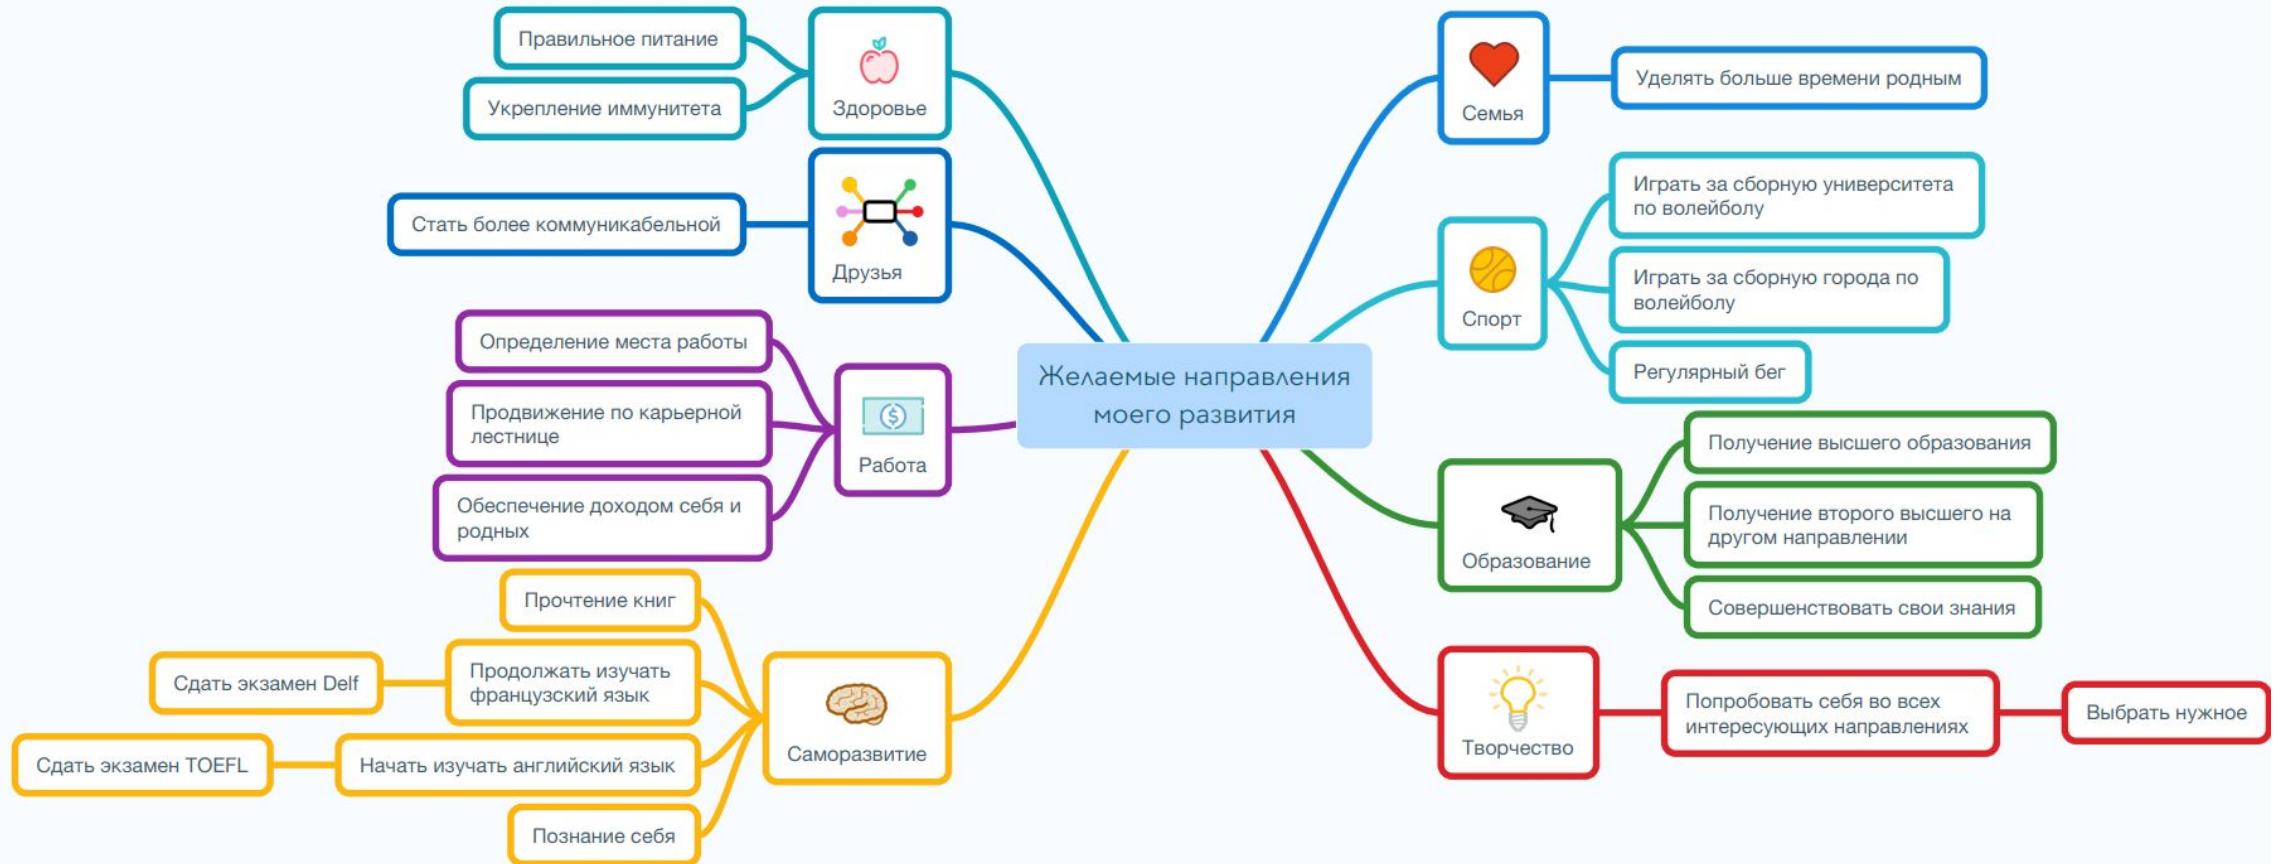 Желаемые направления
моего развития
Здоровье
Правильное питание
Укрепление иммунитета
Друзья
Стать более коммуникабельной
Работа
Определение места работы
Продвижение по карьерной
лестнице
Обеспечение доходом себя и
родных
Саморазвитие
Прочтение книг
Продолжать изучать
французский язык
Сдать экзамен Delf
Начать изучать английский язык
Сдать экзамен TOEFL
Познание себя
Семья
Уделять больше времени родным
Спорт
Играть за сборную университета
по волейболу
Играть за сборную города по
волейболу
Регулярный бег
Образование
Получение высшего образования
Получение второго высшего на
другом направлении
Совершенствовать свои знания
Творчество
Попробовать себя во всех
интересующих направлениях
Выбрать нужное